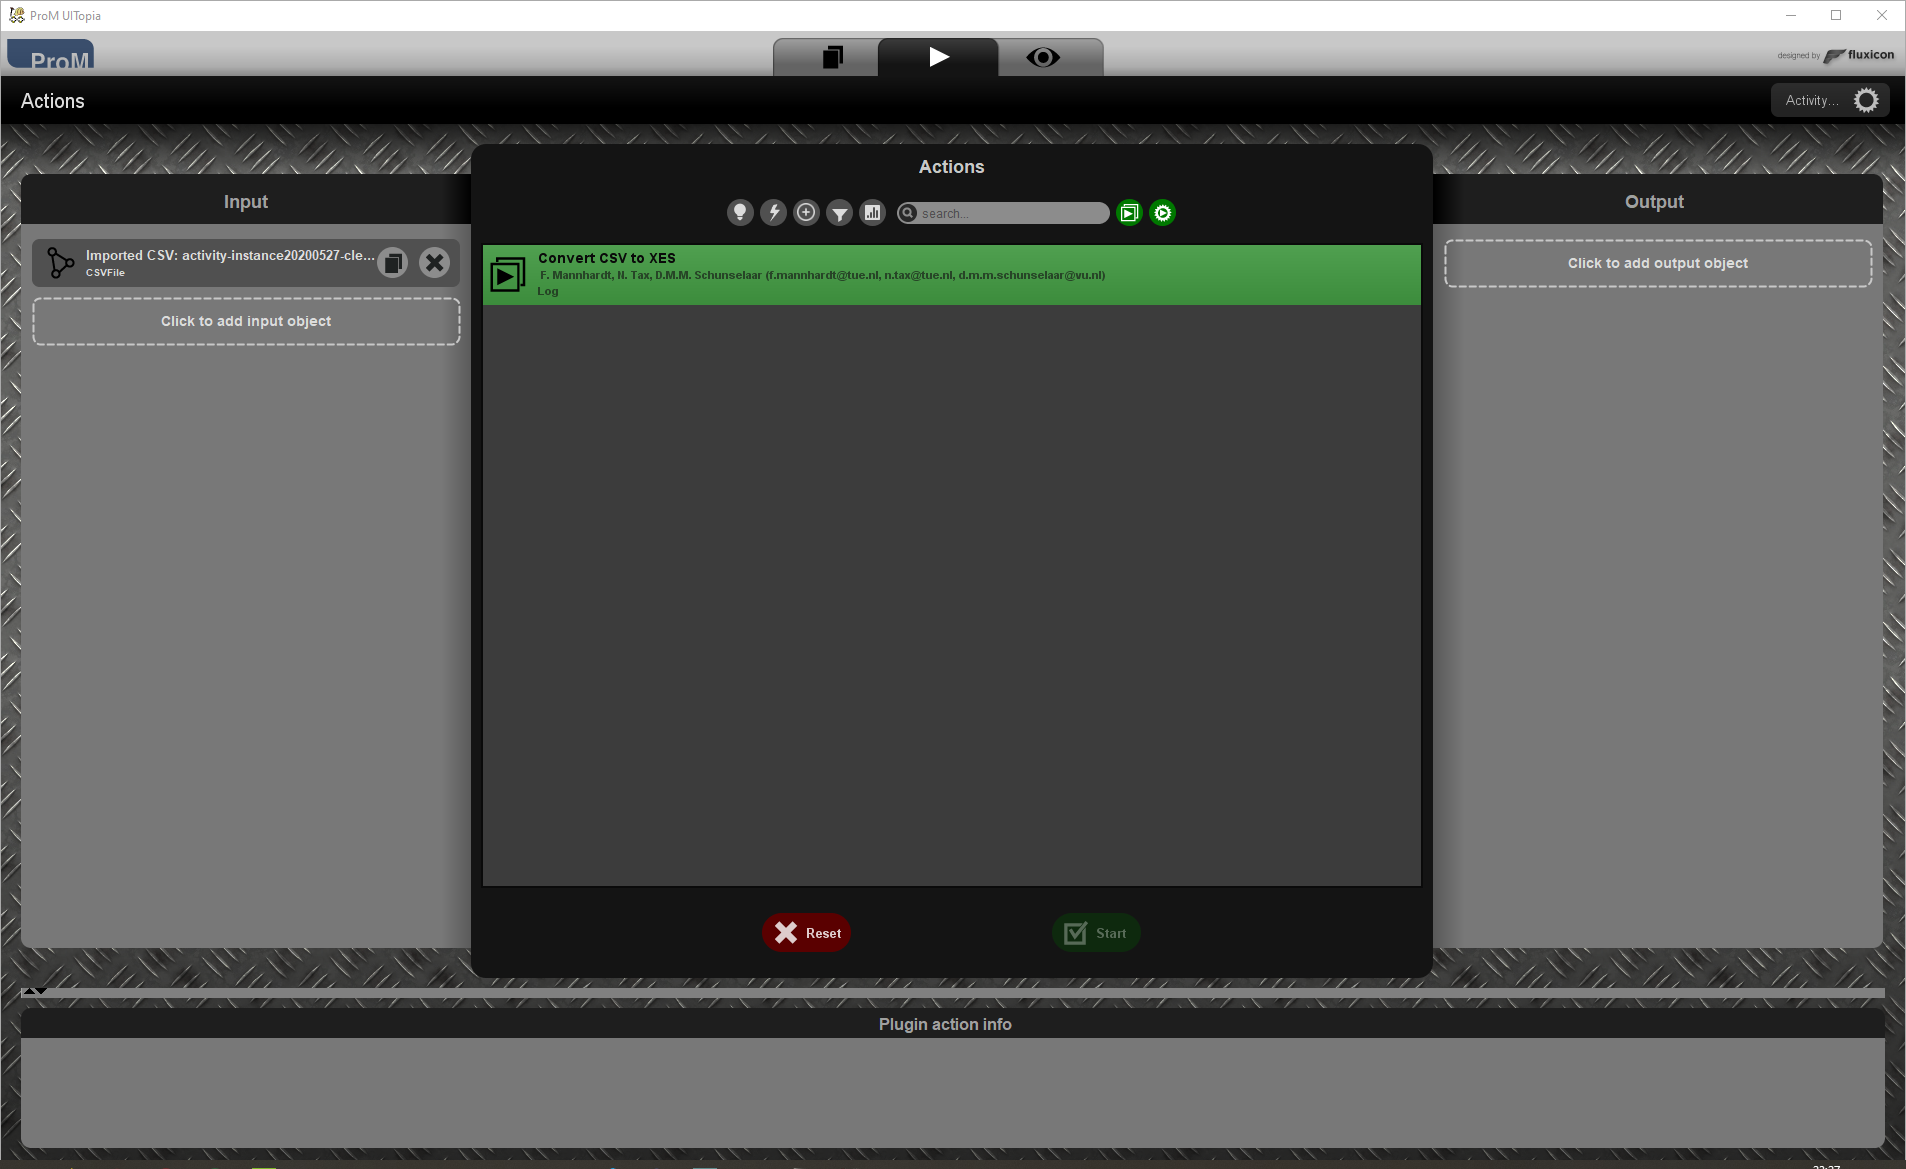 ProM UITopia
ProM
designed by fluxicon
Actions
Activity...
Actions
Input
Output
search...
Imported CSV: activity-instance20200527-cle...
CSVFile
Click to add input object
Convert CSV to XES
F. Mannhardt, N. Tax, D.M.M. Schunselaar (f.mannhardt@tue.nl, n.tax@tue.nl, d.m.m.schunselaar@vu.nl)
Log
Click to add output object
Reset
Start
Plugin action info